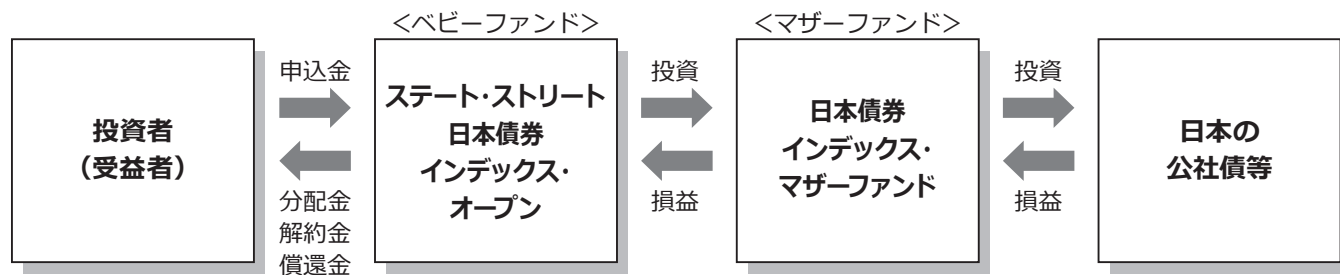 <ベビーファンド>
<マザーファンド>
投資者
(受益者)
申込金
分配金
解約金
償還金
ステート・ストリート
日本債券
インデックス・
オープン
投資
損益
日本債券
インデックス・
マザーファンド
投資
損益
日本の
公社債等